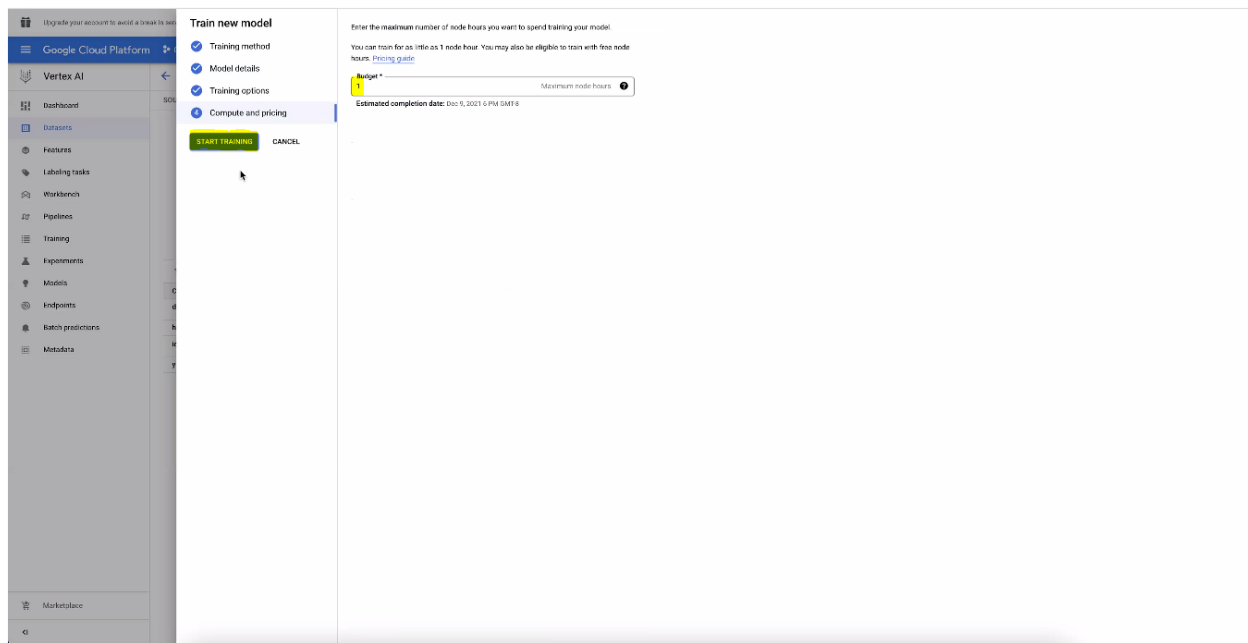 Upgrade your account to avoid a break in serv
Google Cloud Platform
Vertex AI
SOU
Dashboard
Datasets
Features
Labeling tasks
Workbench
Pipelines
Training
Experiments
Models
Endpoints
Batch predictions
Metadata
Marketplace
Train new model
Training method
Model details
Training options
4 Compute and pricing
START TRAINING CANCEL
Enter the maximum number of node hours you want to spend training your model.
You can train for as little as 1 node hour. You may also be eligible to train with free node
hours. Pricing guide
Budget *
1 Maximum node hours ?
Estimated completion date: Dec 9, 2021 6 PM GMT-8